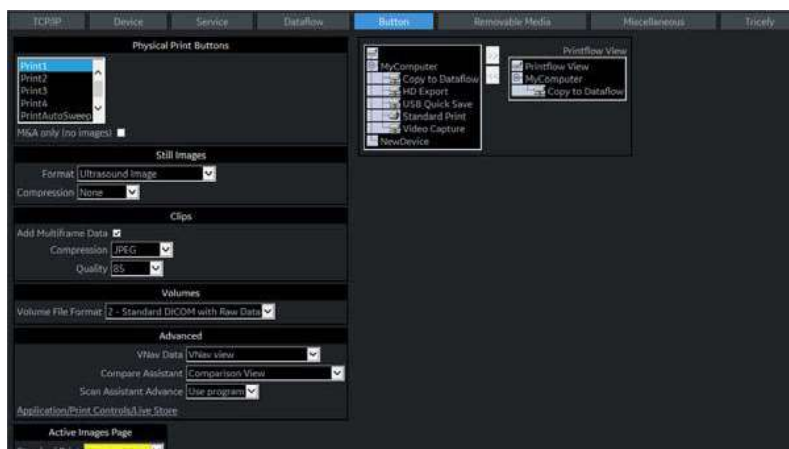 TCP/IP Device Service Dataflow Button Removable Media Miscellaneous Tricefy
Physical Print Buttons
Print1
Print2
Print3
Print4
PrintAutoSweep
M&A only (no images)
Still Images
Format Ultrasound Image
Compression None
Clips
Add Multiframe Data
Compression JPEG
Quality 85
Volumes
Volume File Format 2 - Standard DICOM with Raw Data
Advanced
VNav Data VNav view
Compare Assistant Comparison View
Scan Assistant Advance Use program
Application/Print Controls/Live Store
Active Images Page
MyComputer
Copy to Dataflow
HD Export
USB Quick Save
Standard Print
Video Capture
NewDevice
>>
<<
Printflow View
Printflow View
MyComputer
Copy to Dataflow